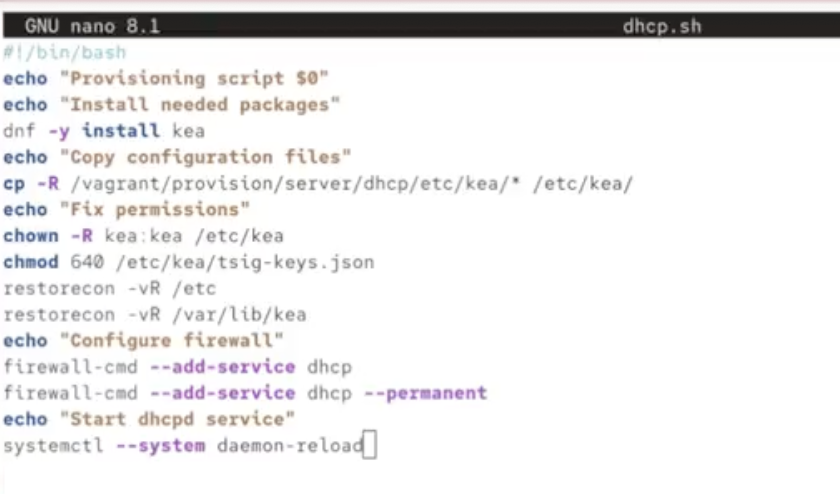 GNU nano 8.1 dhcp.sh
#!/bin/bash
echo "Provisioning script $0"
echo "Install needed packages"
dnf -y install kea
echo "Copy configuration files"
cp -R /vagrant/provision/server/dhcp/etc/kea/* /etc/kea/
echo "Fix permissions"
chown -R kea:kea /etc/kea
chmod 640 /etc/kea/tsig-keys.json
restorecon -vR /etc
restorecon -vR /var/lib/kea
echo "Configure firewall"
firewall-cmd --add-service dhcp
firewall-cmd --add-service dhcp --permanent
echo "Start dhcpd service"
systemctl --system daemon-reload